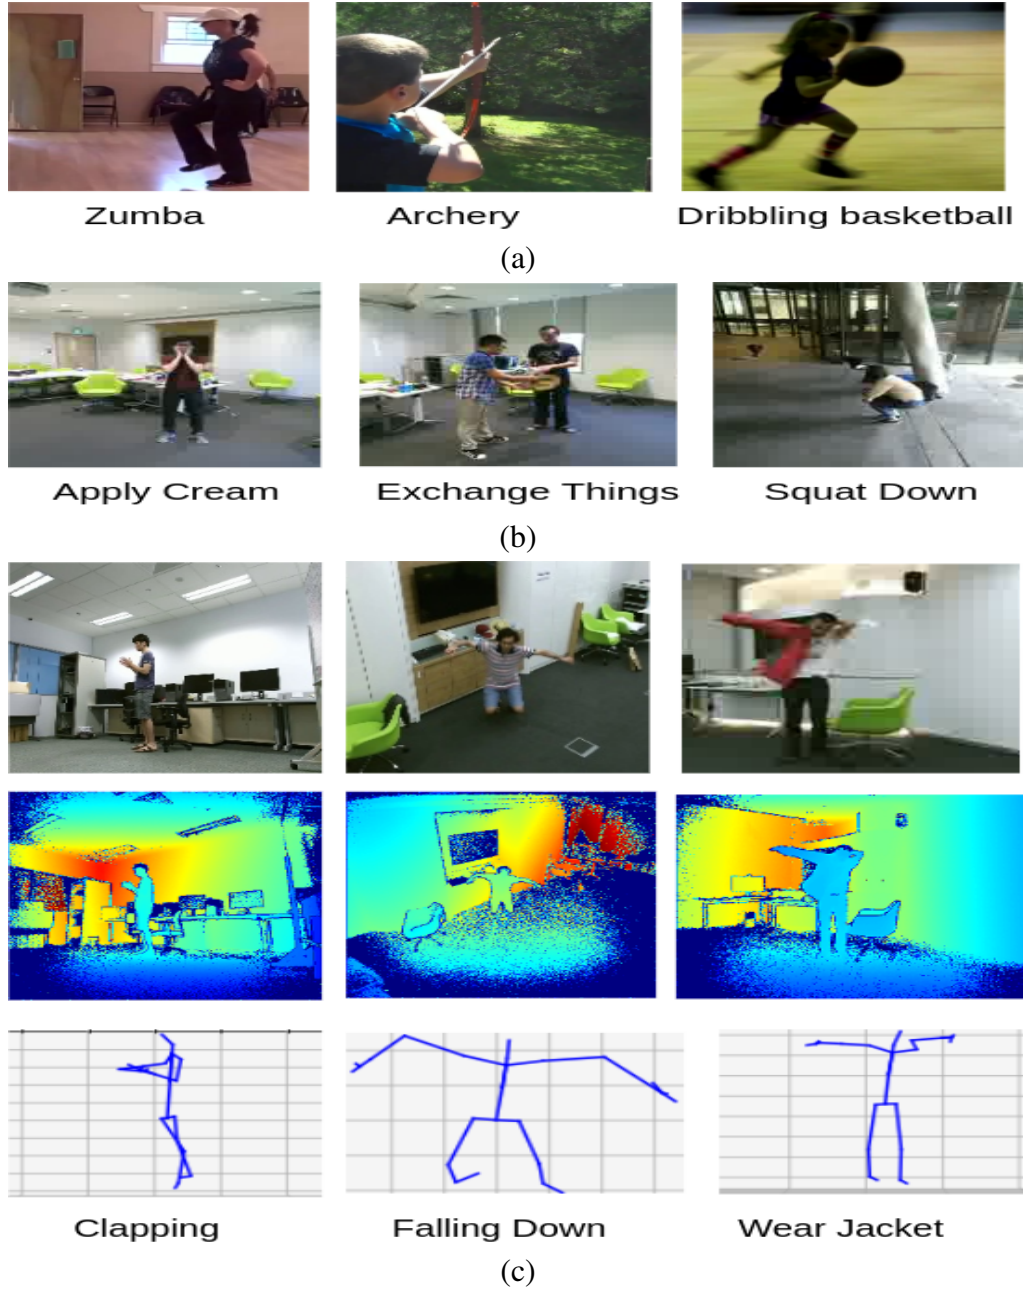 Zumba Archery Dribbling basketball
(a)
Apply Cream Exchange Things Squat Down
(b)
Clapping Falling Down Wear Jacket
(c)